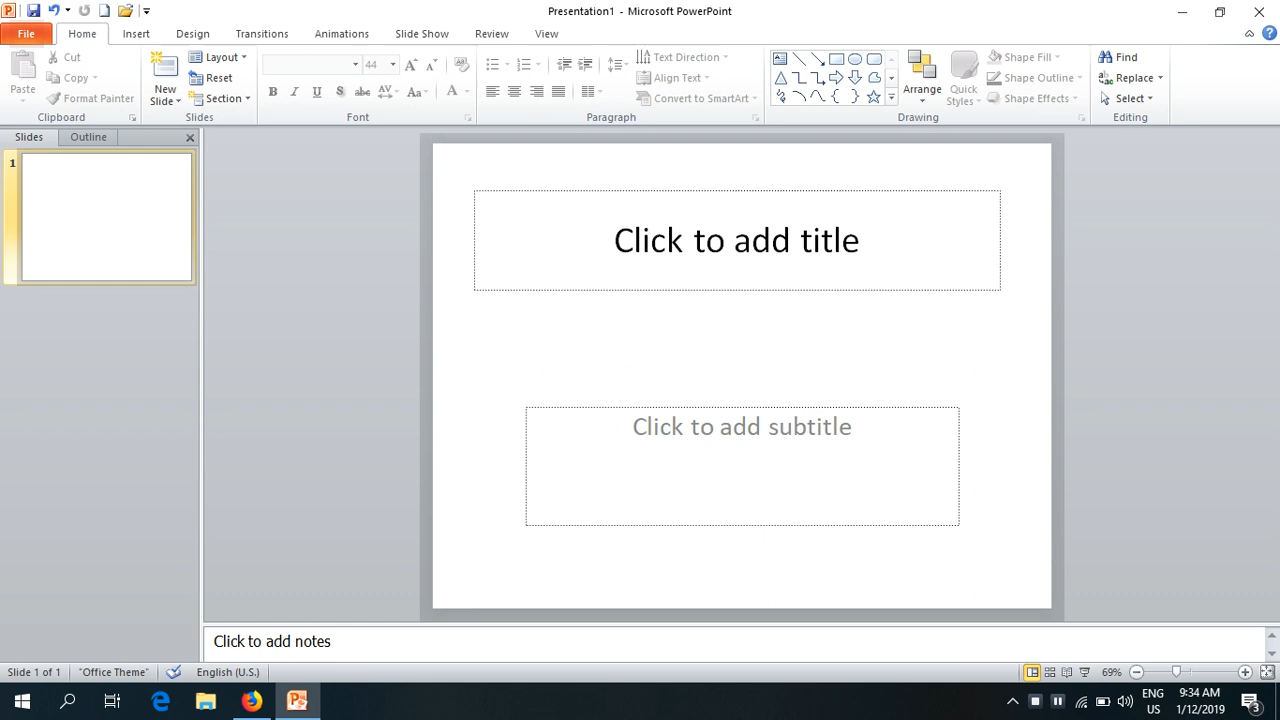 Presentation1 - Microsoft PowerPoint
File Home Insert Design Transitions Animations Slide Show Review View
Paste
Cut
Copy
Format Painter
Clipboard
New Slide
Layout
Reset
Section
Slides
44
Font
Text Direction
Align Text
Convert to SmartArt
Paragraph
Arrange
Quick Styles
Shape Fill
Shape Outline
Shape Effects
Drawing
Find
Replace
Select
Editing
Slides Outline
1
Click to add title
Click to add subtitle
Click to add notes
Slide 1 of 1 "Office Theme" English (U.S.) 69%
ENG
US
9:34 AM
1/12/2019
3